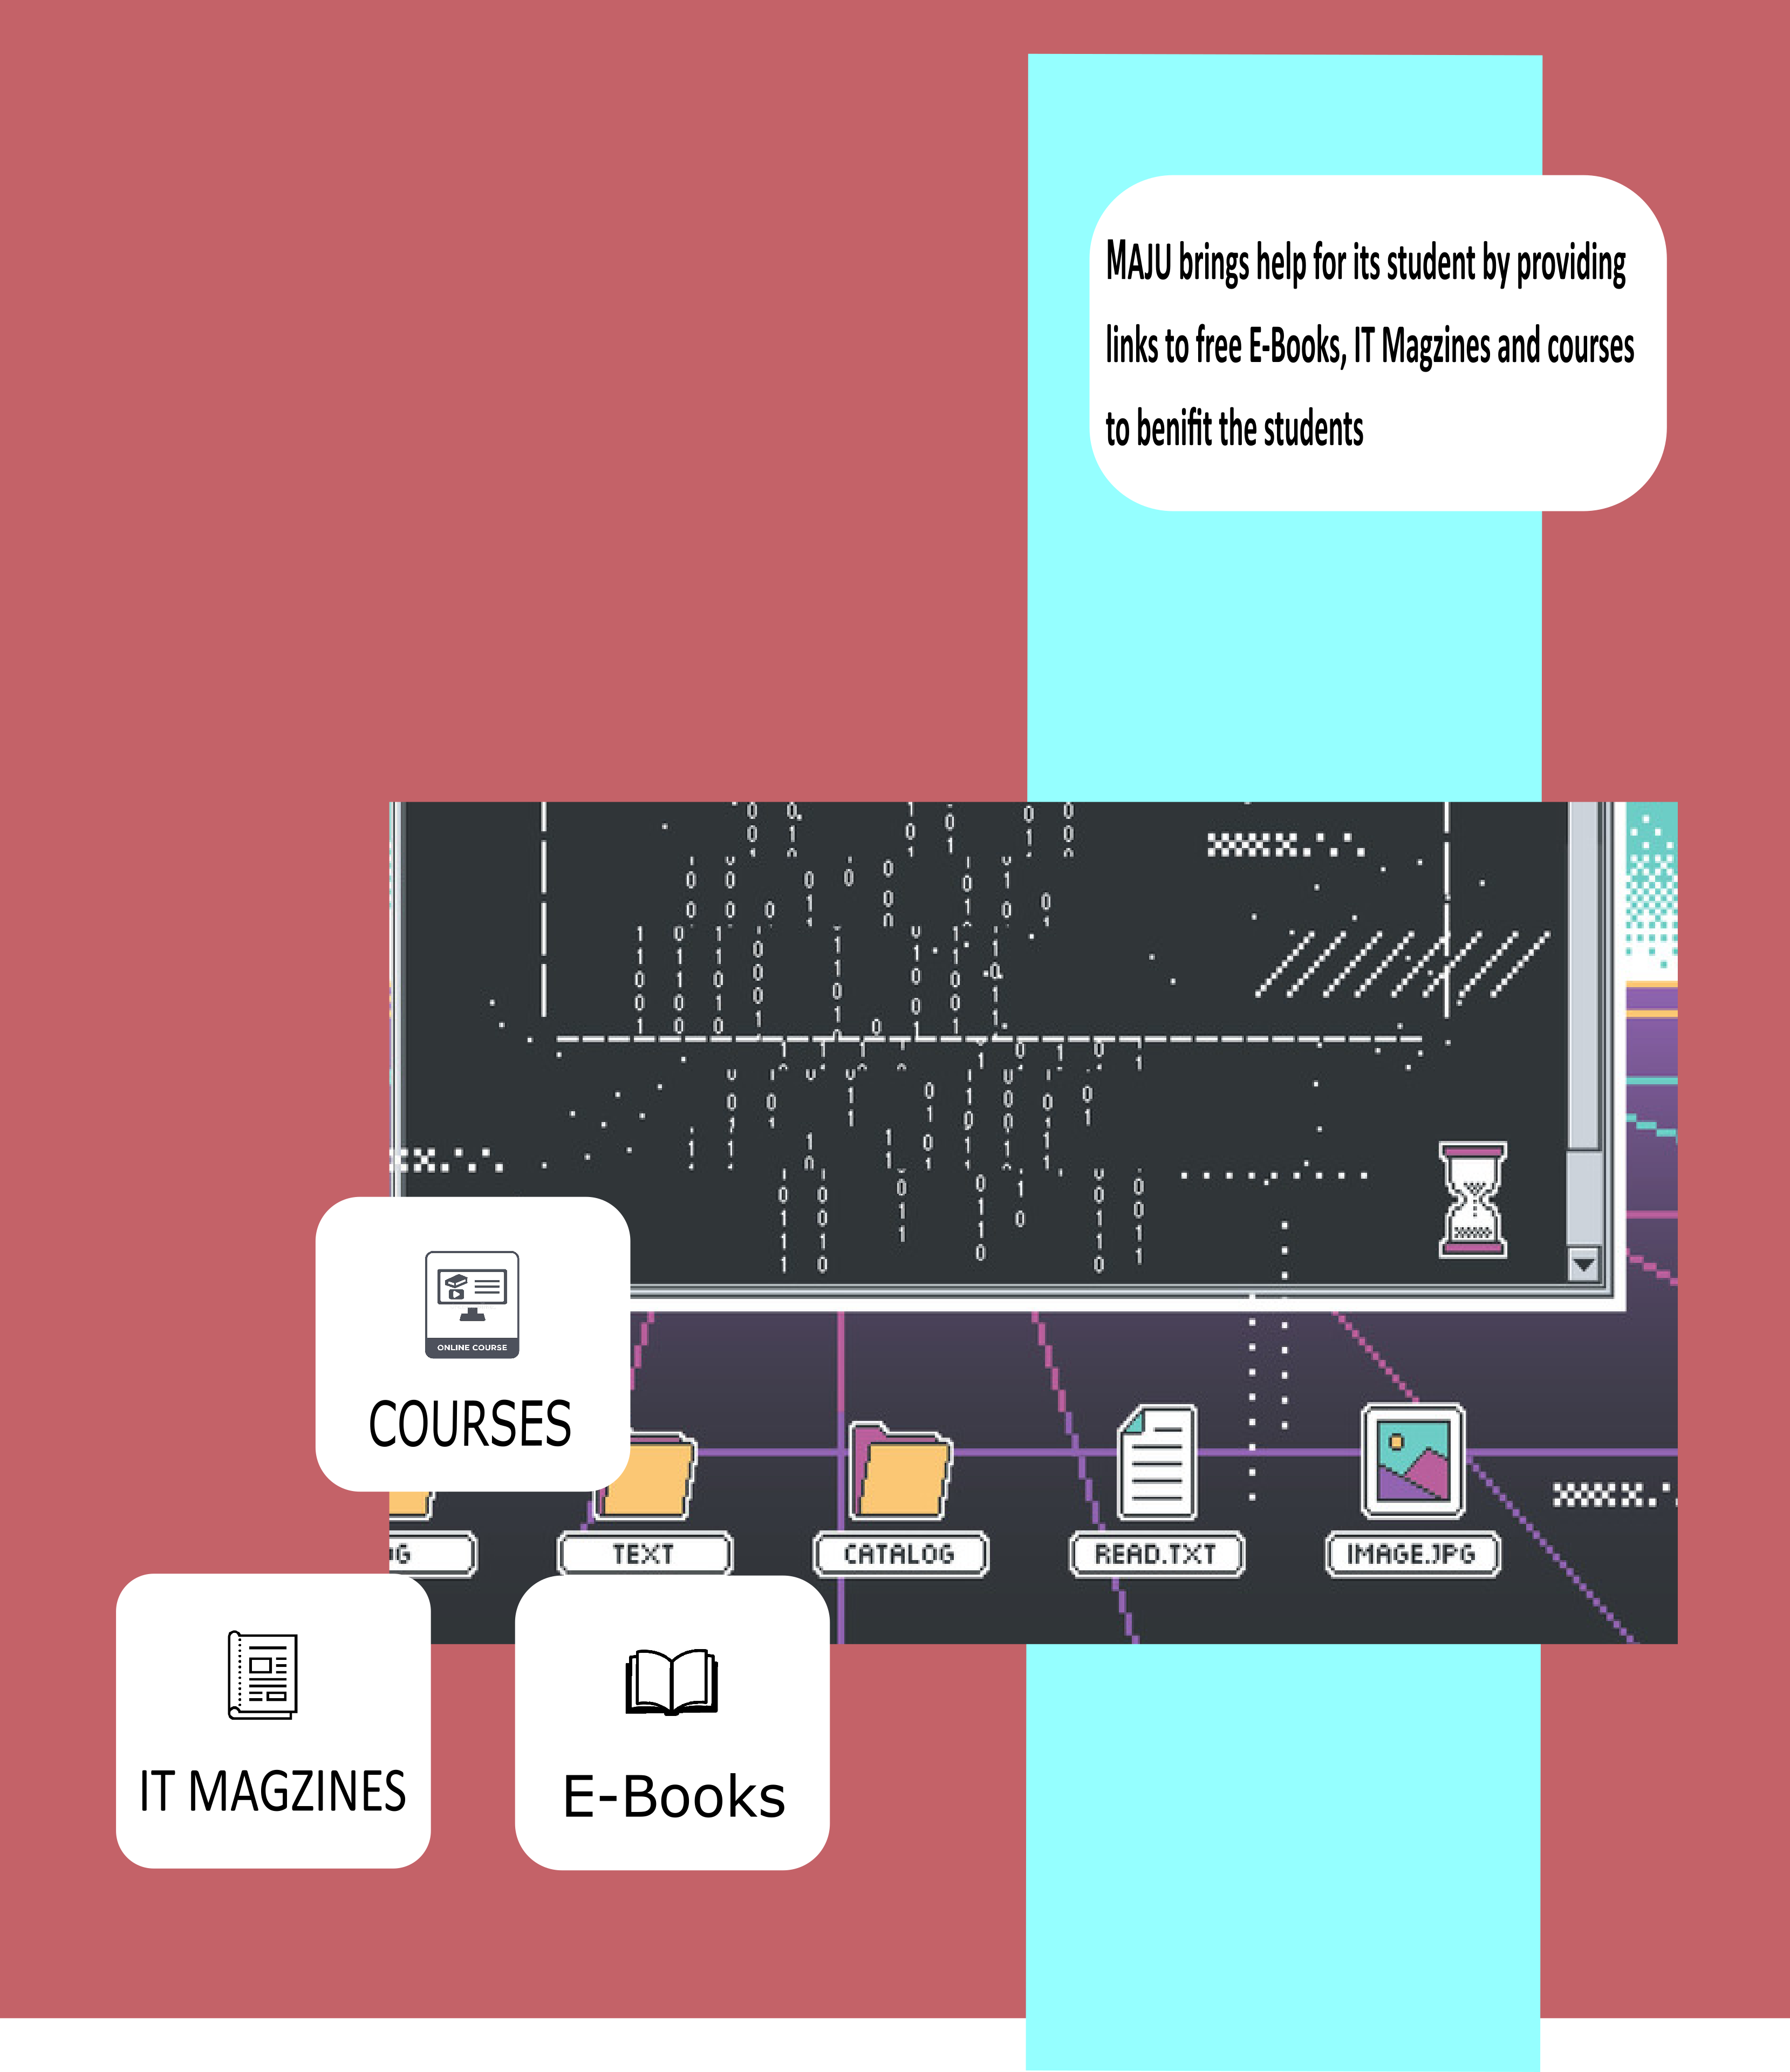 MAJU brings help for its student by providing
links to free E-Books, IT Magzines and courses
to benifit the students
ONLINE COURSE
COURSES
TEXT
CATALOG
READ.TXT
IMAGE.JPG
IT MAGZINES
E-Books